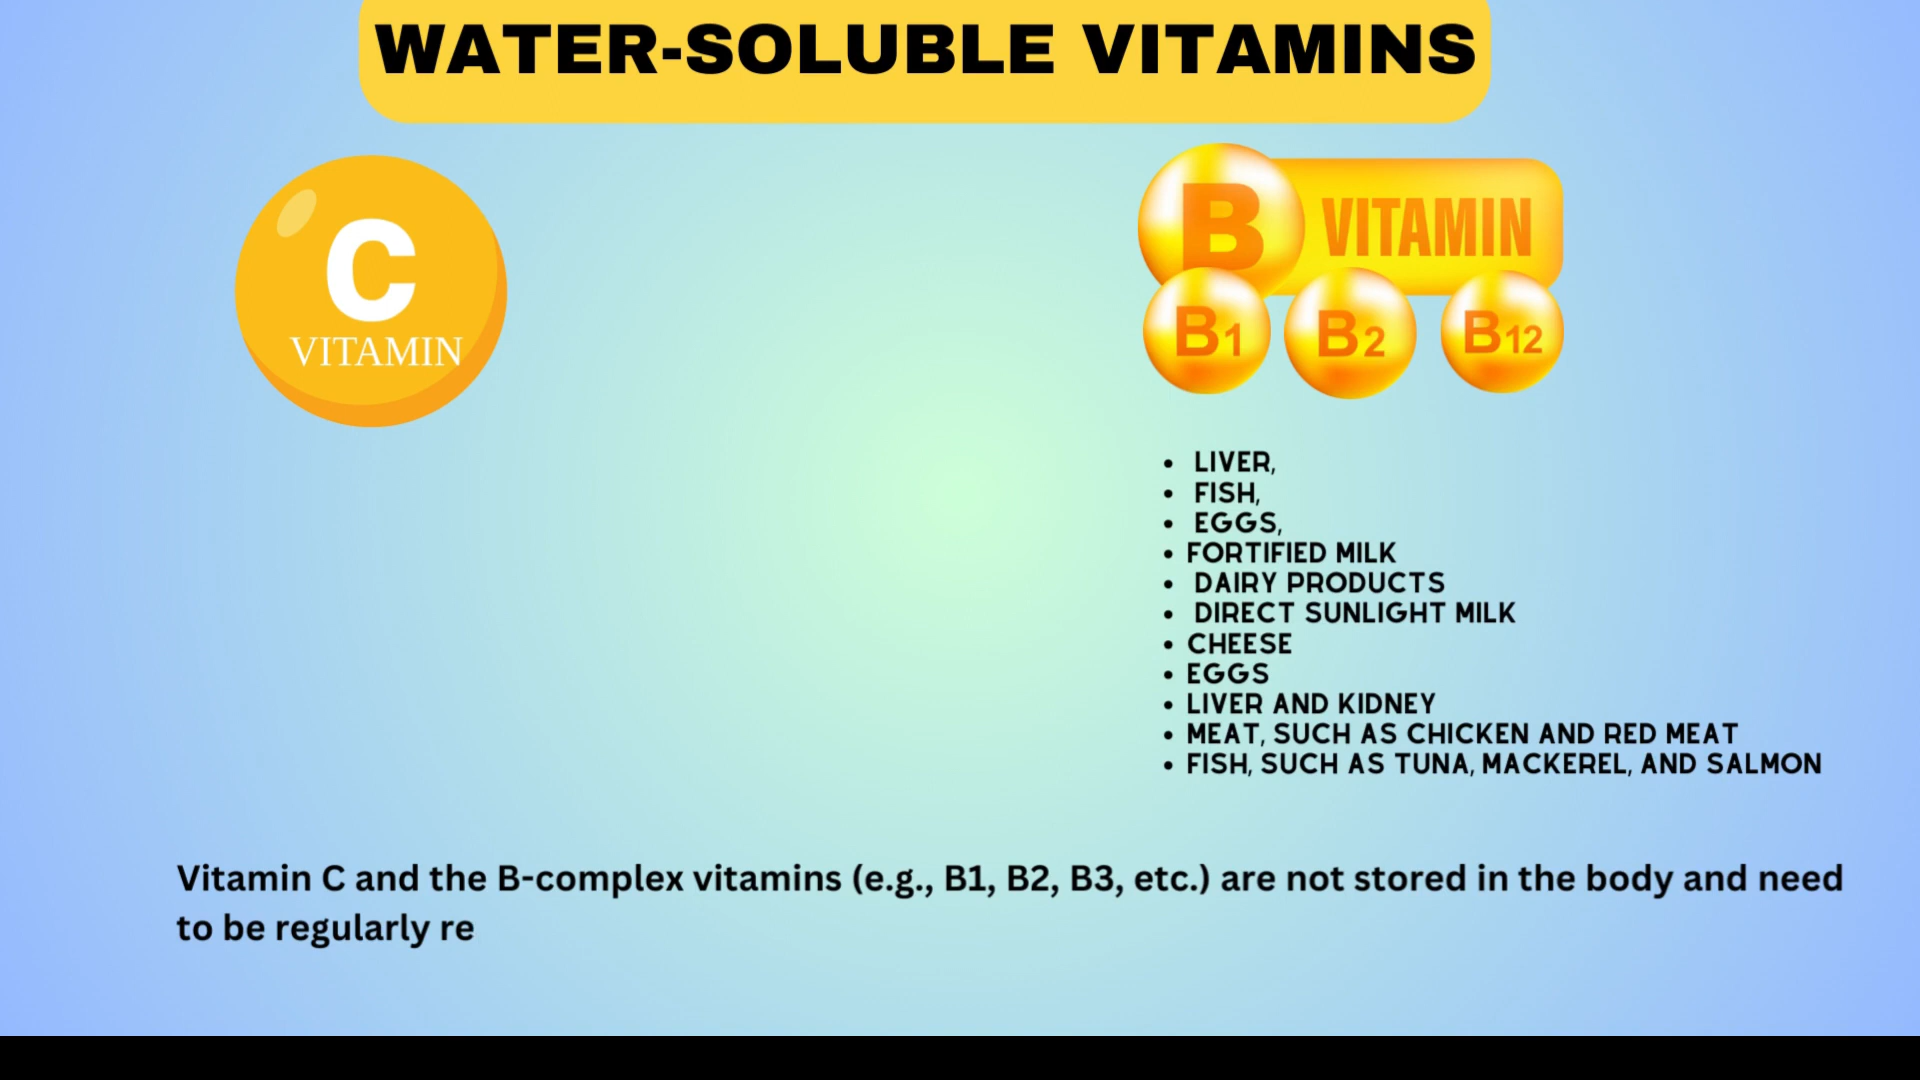 WATER-SOLUBLE VITAMINS
C
VITAMIN
B VITAMIN
B1 B2 B12
• LIVER,
• FISH,
• EGGS,
• FORTIFIED MILK
• DAIRY PRODUCTS
• DIRECT SUNLIGHT MILK
• CHEESE
• EGGS
• LIVER AND KIDNEY
• MEAT, SUCH AS CHICKEN AND RED MEAT
• FISH, SUCH AS TUNA, MACKEREL, AND SALMON
Vitamin C and the B-complex vitamins (e.g., B1, B2, B3, etc.) are not stored in the body and need
to be regularly re